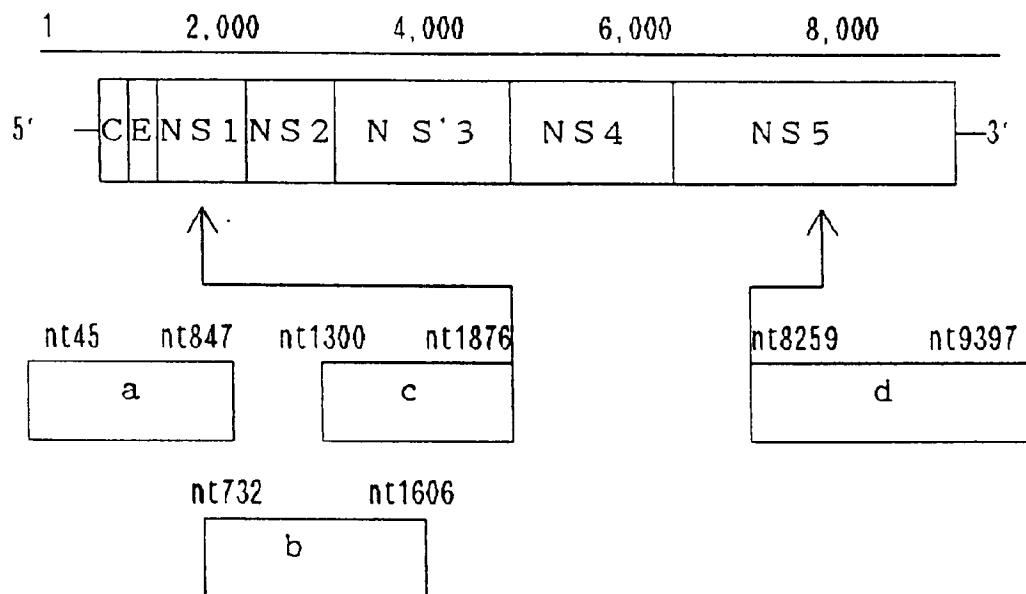 1 2,000 4,000 6,000 8,000
5' C E NS1 NS2 N S'3 NS4 NS5 3'
nt45 nt847 nt1300 nt1876 nt8259 nt9397
a c d
nt732 nt1606
b